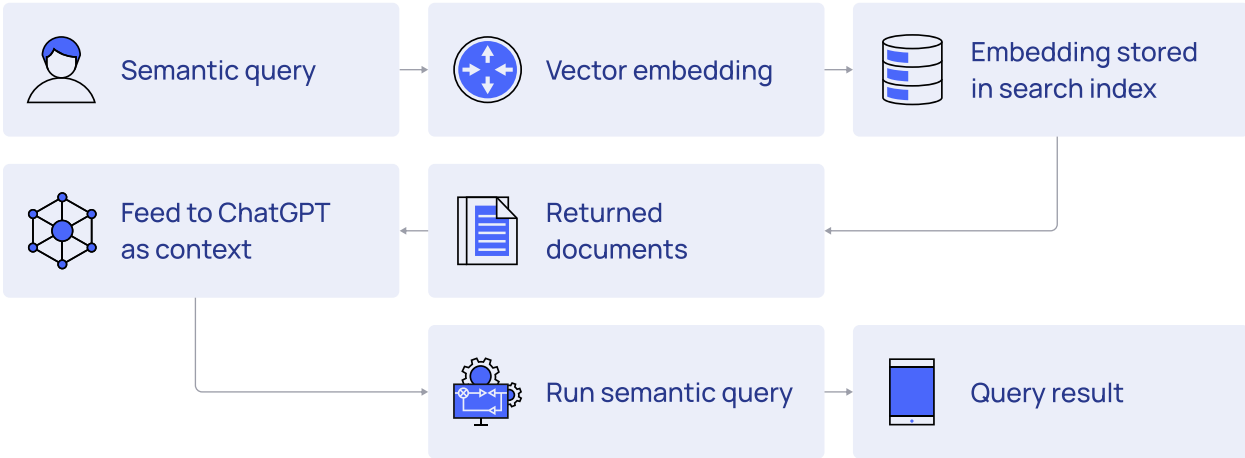 Semantic query
Vector embedding
Embedding stored
in search index
Feed to ChatGPT
as context
Returned
documents
Run semantic query
Query result